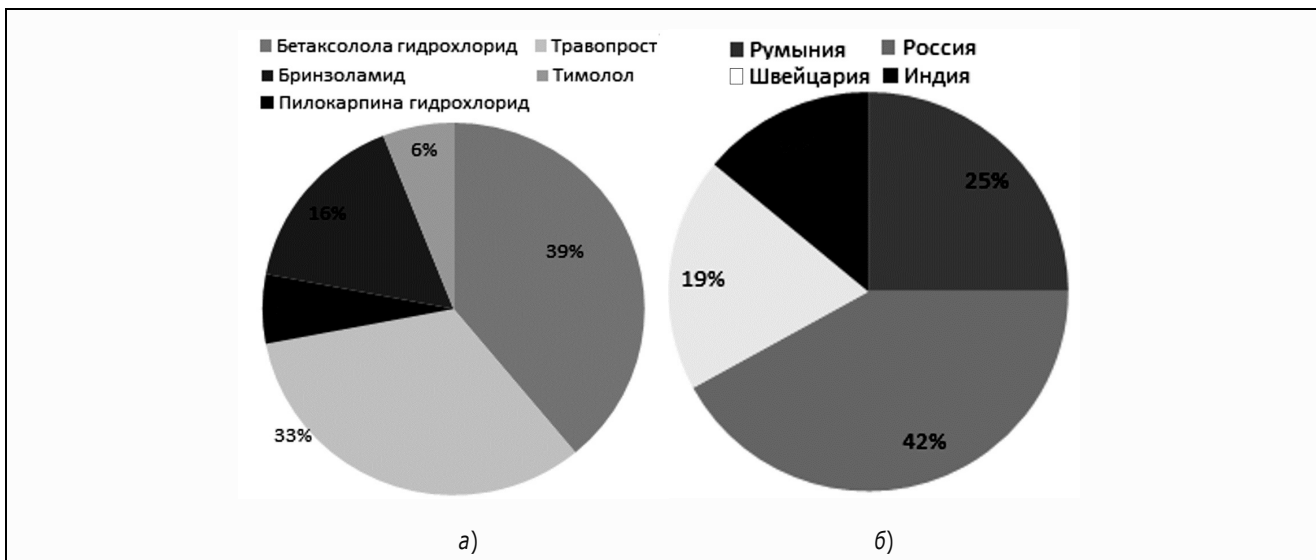 Бетаксолола гидрохлорид Травопрост
Бринзоламид Тимолол
Пилокарпина гидрохлорид
6%
16%
39%
33%
а)
Румыния Россия
Швейцария Индия
25%
19%
42%
б)